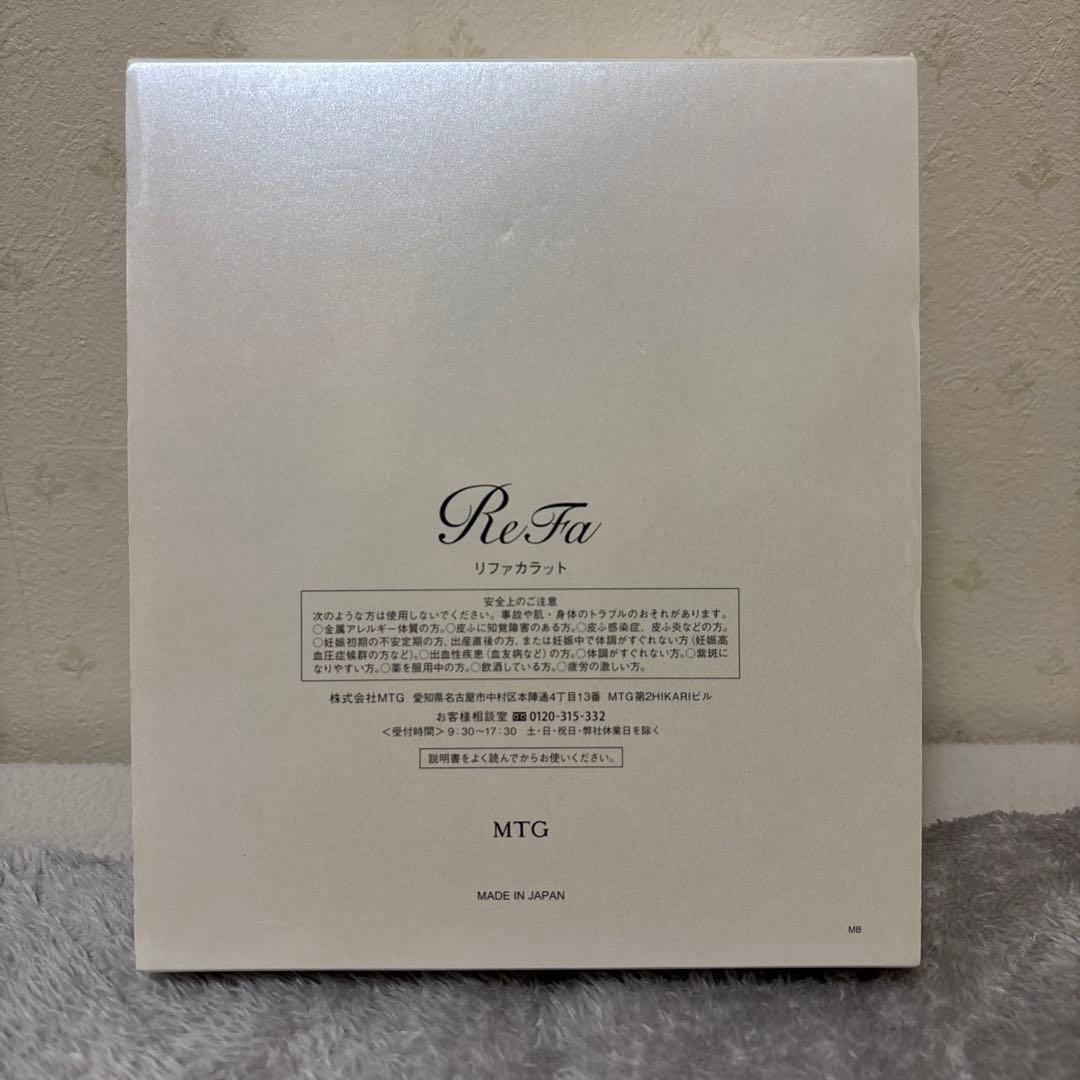 ReFa
リファカラット
安全上のご注意
次のような方は使用しないでください。事故や肌・身体のトラブルのおそれがあります。
○金属アレルギー体質の方。○皮ふに知覚障害のある方。○皮ふ感染症、皮ふ炎などの方。
○妊娠初期の不安定期の方、出産直後の方、または妊娠中で体調がすぐれない方(妊娠高
血圧症候群の方など)。○出血性疾患(血友病など)の方。○体調がすぐれない方。○紫斑に
なりやすい方。○薬を服用中の方。○飲酒している方。○疲労の激しい方。
株式会社MTG 愛知県名古屋市中村区本陣通4丁目13番 MTG第2HIKARIビル
お客様相談室 0120-315-332
<受付時間>9:30〜17:30 土・日・祝日・弊社休業日を除く
説明書をよく読んでからお使いください。
MTG
MADE IN JAPAN
MB